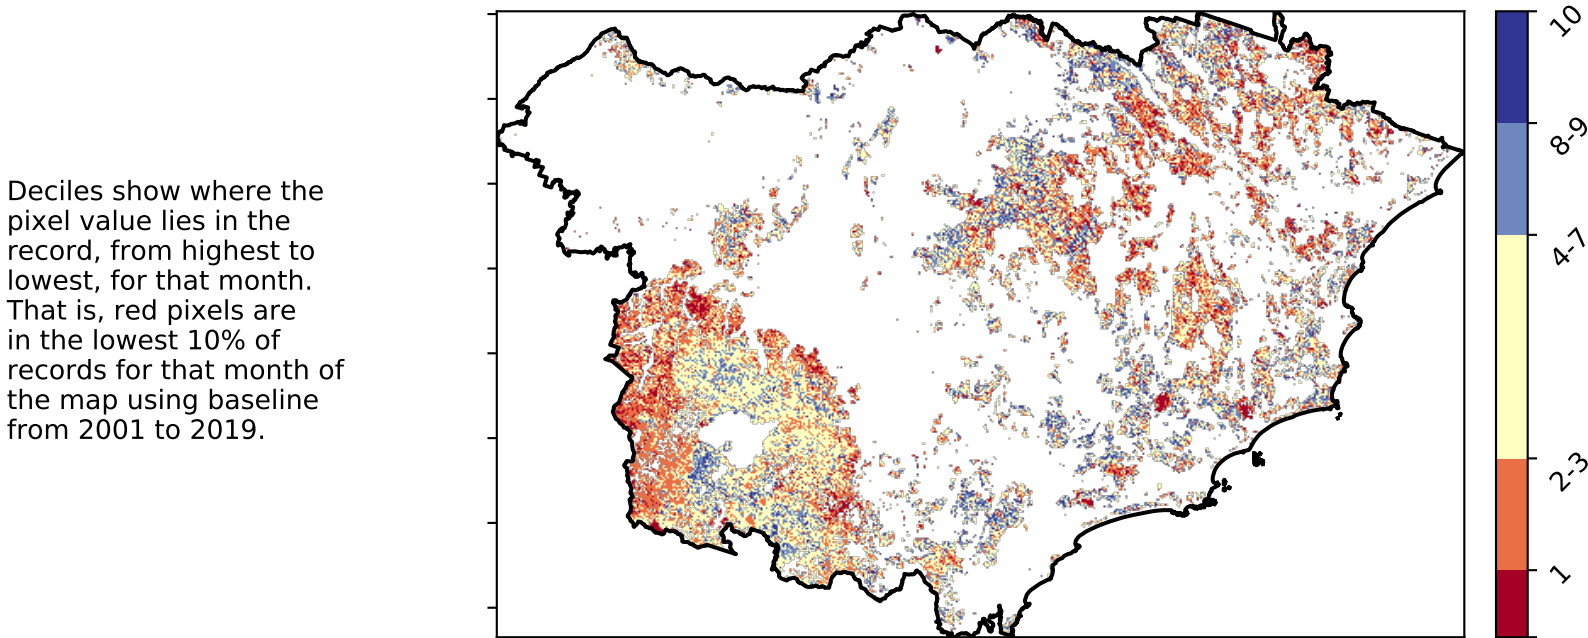 Deciles show where the
pixel value lies in the
record, from highest to
lowest, for that month.
That is, red pixels are
in the lowest 10% of
records for that month of
the map using baseline
from 2001 to 2019.
10
8-9
4-7
2-3
1